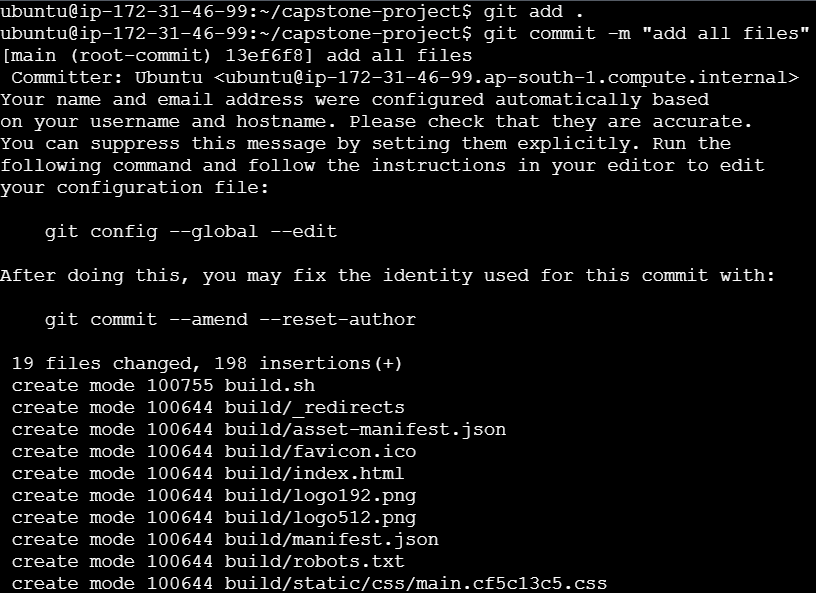 ubuntu@ip-172-31-46-99:~/capstone-project$ git add .
ubuntu@ip-172-31-46-99:~/capstone-project$ git commit -m "add all files"
[main (root-commit) 13ef6f8] add all files
 Committer: Ubuntu <ubuntu@ip-172-31-46-99.ap-south-1.compute.internal>
Your name and email address were configured automatically based
on your username and hostname. Please check that they are accurate.
You can suppress this message by setting them explicitly. Run the
following command and follow the instructions in your editor to edit
your configuration file:

    git config --global --edit

After doing this, you may fix the identity used for this commit with:

    git commit --amend --reset-author

 19 files changed, 198 insertions(+)
 create mode 100755 build.sh
 create mode 100644 build/_redirects
 create mode 100644 build/asset-manifest.json
 create mode 100644 build/favicon.ico
 create mode 100644 build/index.html
 create mode 100644 build/logo192.png
 create mode 100644 build/logo512.png
 create mode 100644 build/manifest.json
 create mode 100644 build/robots.txt
 create mode 100644 build/static/css/main.cf5c13c5.css